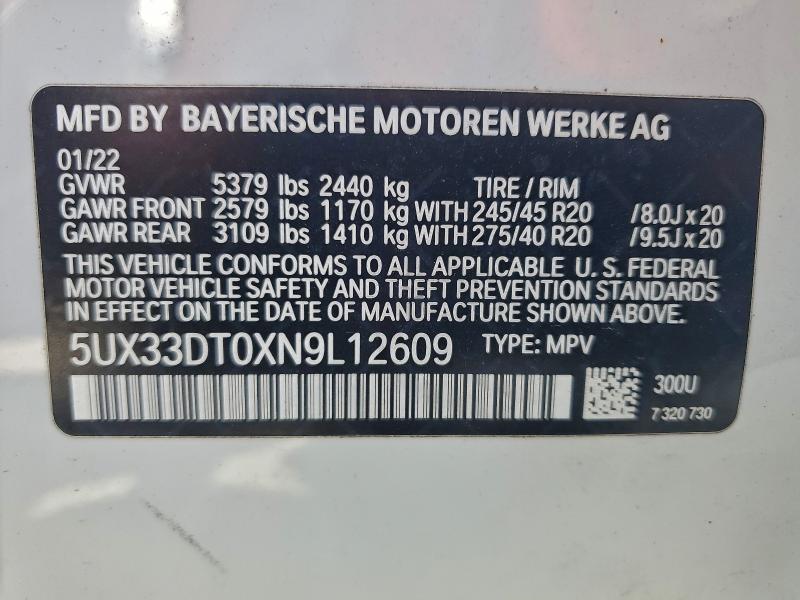 MFD BY BAYERISCHE MOTOREN WERKE AG
01/22
GVWR 5379 lbs 2440 kg TIRE / RIM
GAWR FRONT 2579 lbs 1170 kg WITH 245/45 R20 /8.0J x 20
GAWR REAR 3109 lbs 1410 kg WITH 275/40 R20 /9.5J x 20
THIS VEHICLE CONFORMS TO ALL APPLICABLE U. S. FEDERAL
MOTOR VEHICLE SAFETY AND THEFT PREVENTION STANDARDS
IN EFFECT ON THE DATE OF MANUFACTURE SHOWN ABOVE
5UX33DT0XN9L12609 TYPE: MPV
300U
7 320 730